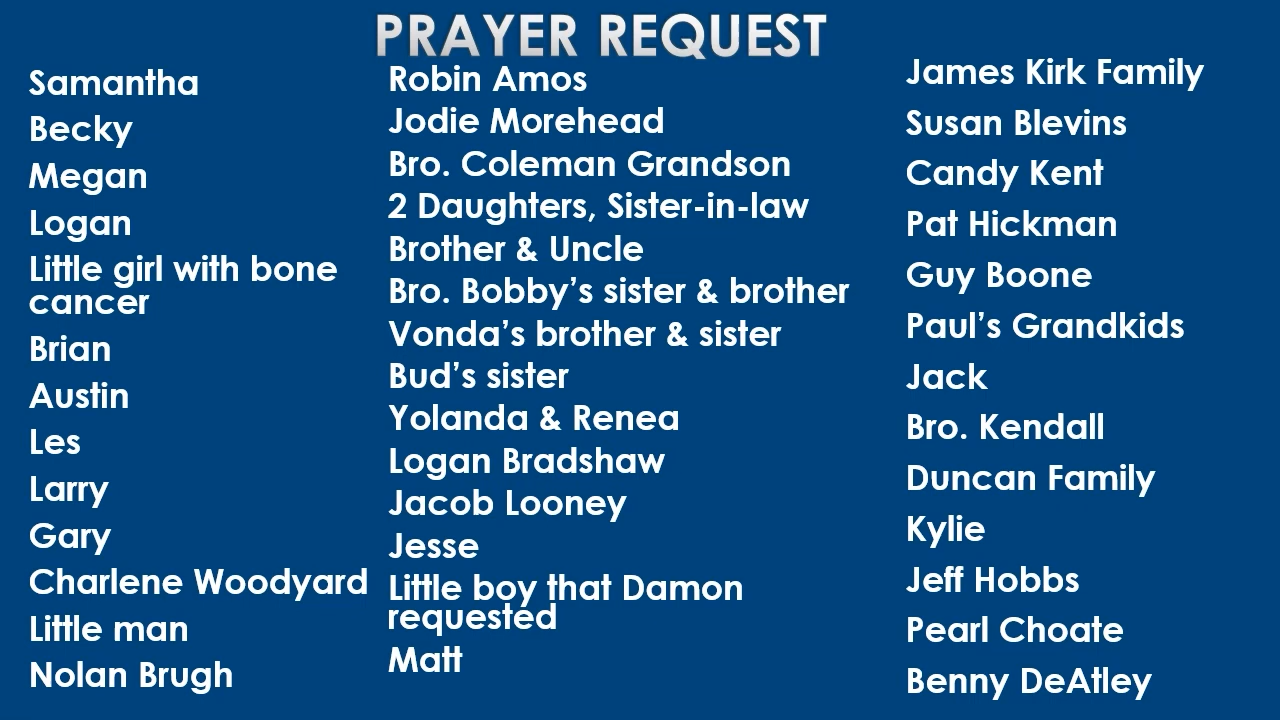 PRAYER REQUEST
Samantha
Becky
Megan
Logan
Little girl with bone
cancer
Brian
Austin
Les
Larry
Gary
Charlene Woodyard
Little man
Nolan Brugh
Robin Amos
Jodie Morehead
Bro. Coleman Grandson
2 Daughters, Sister-in-law
Brother & Uncle
Bro. Bobby’s sister & brother
Vonda’s brother & sister
Bud’s sister
Yolanda & Renea
Logan Bradshaw
Jacob Looney
Jesse
Little boy that Damon
requested
Matt
James Kirk Family
Susan Blevins
Candy Kent
Pat Hickman
Guy Boone
Paul’s Grandkids
Jack
Bro. Kendall
Duncan Family
Kylie
Jeff Hobbs
Pearl Choate
Benny DeAtley